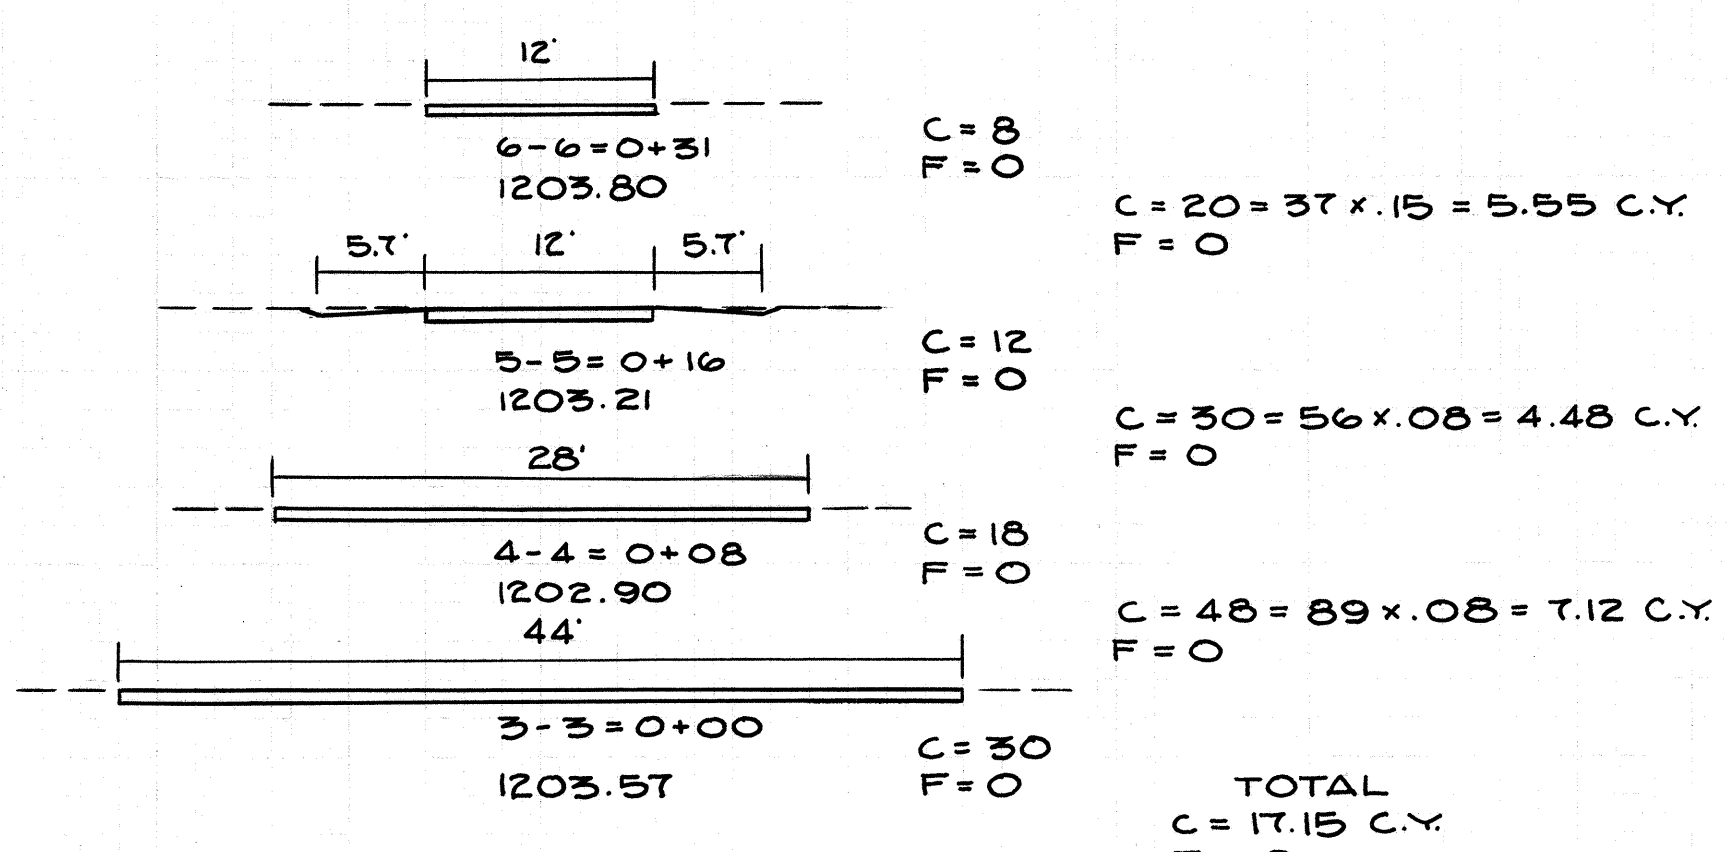 12'
6-6=0+31
1203.80
C = 8
F = 0
C = 20 = 37 x .15 = 5.55 C.Y.
F = 0
5.7' 12' 5.7'
5-5= 0+16
1203.21
C = 12
F = 0
C = 30 = 56 x .08 = 4.48 C.Y.
F = 0
28'
4-4 = 0+08
1202.90
C = 18
F = 0
C = 48 = 89 x .08 = 7.12 C.Y.
F = 0
44'
3-3=0+00
1203.57
C = 30
F = 0
TOTAL
C = 17.15 C.Y.